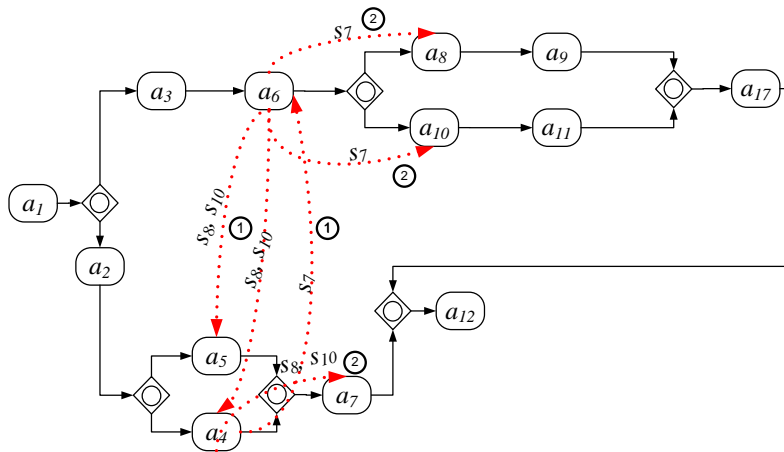 s7 2
a8 a9
a3 a6 a17
a10 a11
s7
2
a1
s8, s10 1 s8, s10 1
a2
s7
a12
a5
s8, s10 2
a7
a4